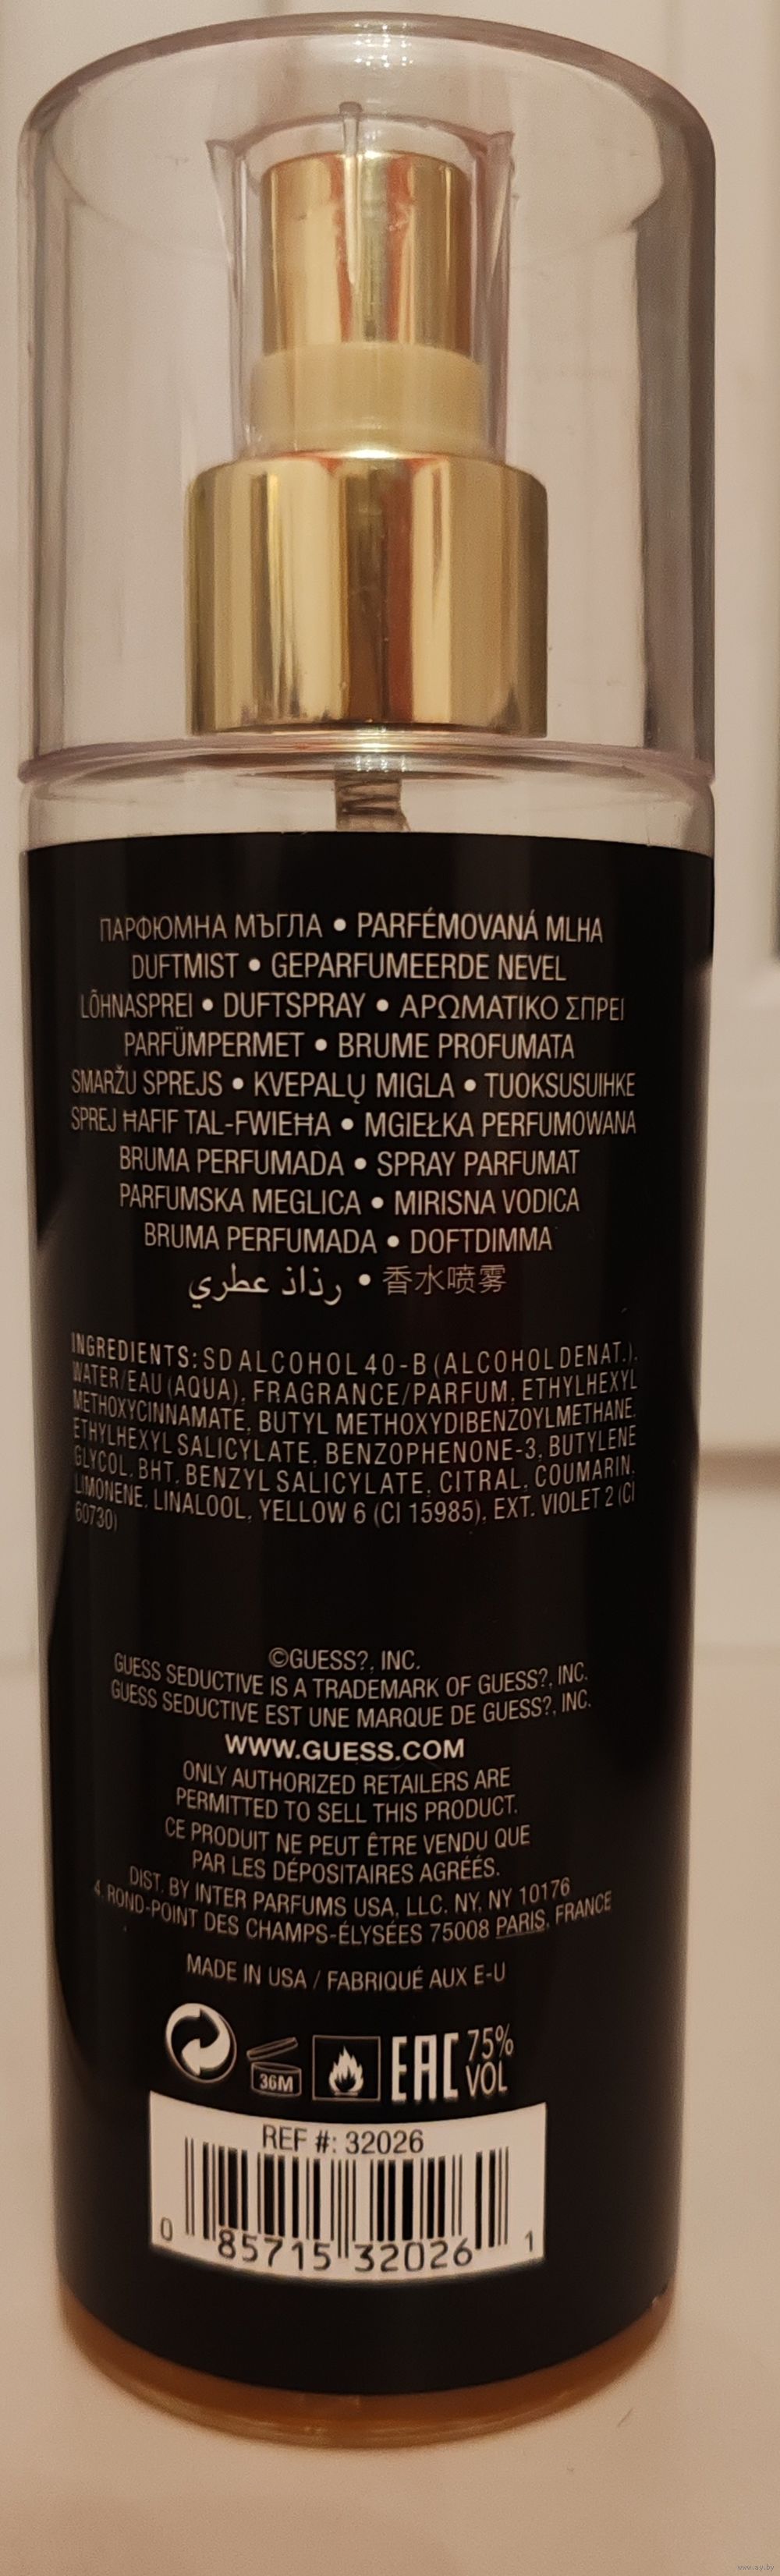 ПАРФЮМНА МЪГЛА • PARFÉMOVANÁ MLHA
DUFTMIST • GEPARFUMEERDE NEVEL
LÕHNASPREI • DUFTSPRAY • ΑΡΩΜΑΤΙΚΟ ΣΠΡΕΙ
PARFÜMPERMET • BRUME PROFUMATA
SMARŽU SPREJS • KVEPALŲ MIGLA • TUOKSUSUIHKE
SPREJ ĦAFIF TAL-FWIEĦA • MGIEŁKA PERFUMOWANA
BRUMA PERFUMADA • SPRAY PARFUMAT
PARFUMSKA MEGLICA • MIRISNA VODICA
BRUMA PERFUMADA • DOFTDIMMA
رذاذ عطري • 香水喷雾
INGREDIENTS: SD ALCOHOL 40-B (ALCOHOL DENAT.),
WATER/EAU (AQUA), FRAGRANCE/PARFUM, ETHYLHEXYL
METHOXYCINNAMATE, BUTYL METHOXYDIBENZOYLMETHANE,
ETHYLHEXYL SALICYLATE, BENZOPHENONE-3, BUTYLENE
GLYCOL, BHT, BENZYL SALICYLATE, CITRAL, COUMARIN,
LIMONENE, LINALOOL, YELLOW 6 (CI 15985), EXT. VIOLET 2 (CI
60730)
©GUESS?, INC.
GUESS SEDUCTIVE IS A TRADEMARK OF GUESS?, INC.
GUESS SEDUCTIVE EST UNE MARQUE DE GUESS?, INC.
WWW.GUESS.COM
ONLY AUTHORIZED RETAILERS ARE
PERMITTED TO SELL THIS PRODUCT.
CE PRODUIT NE PEUT ÊTRE VENDU QUE
PAR LES DÉPOSITAIRES AGRÉÉS.
DIST. BY INTER PARFUMS USA, LLC. NY, NY 10176
4, ROND-POINT DES CHAMPS-ÉLYSÉES 75008 PARIS, FRANCE
MADE IN USA / FABRIQUÉ AUX E-U
36M EAC 75% VOL
REF #: 32026
0 85715 32026 1
www.ay.by